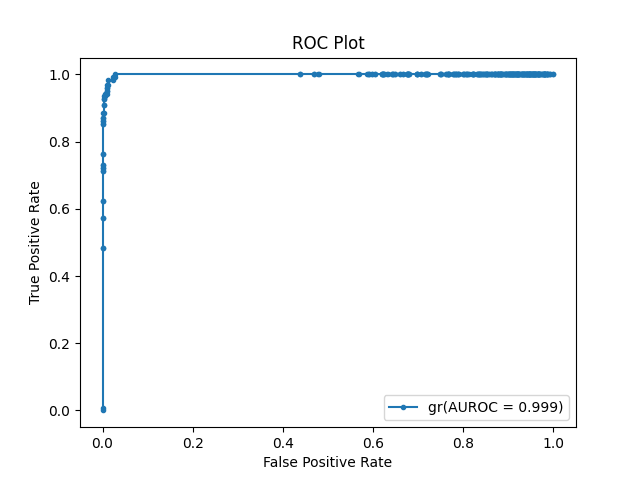 ROC Plot
True Positive Rate
1.0
0.8
0.6
0.4
0.2
0.0
gr(AUROC = 0.999)
0.0 0.2 0.4 0.6 0.8 1.0
False Positive Rate